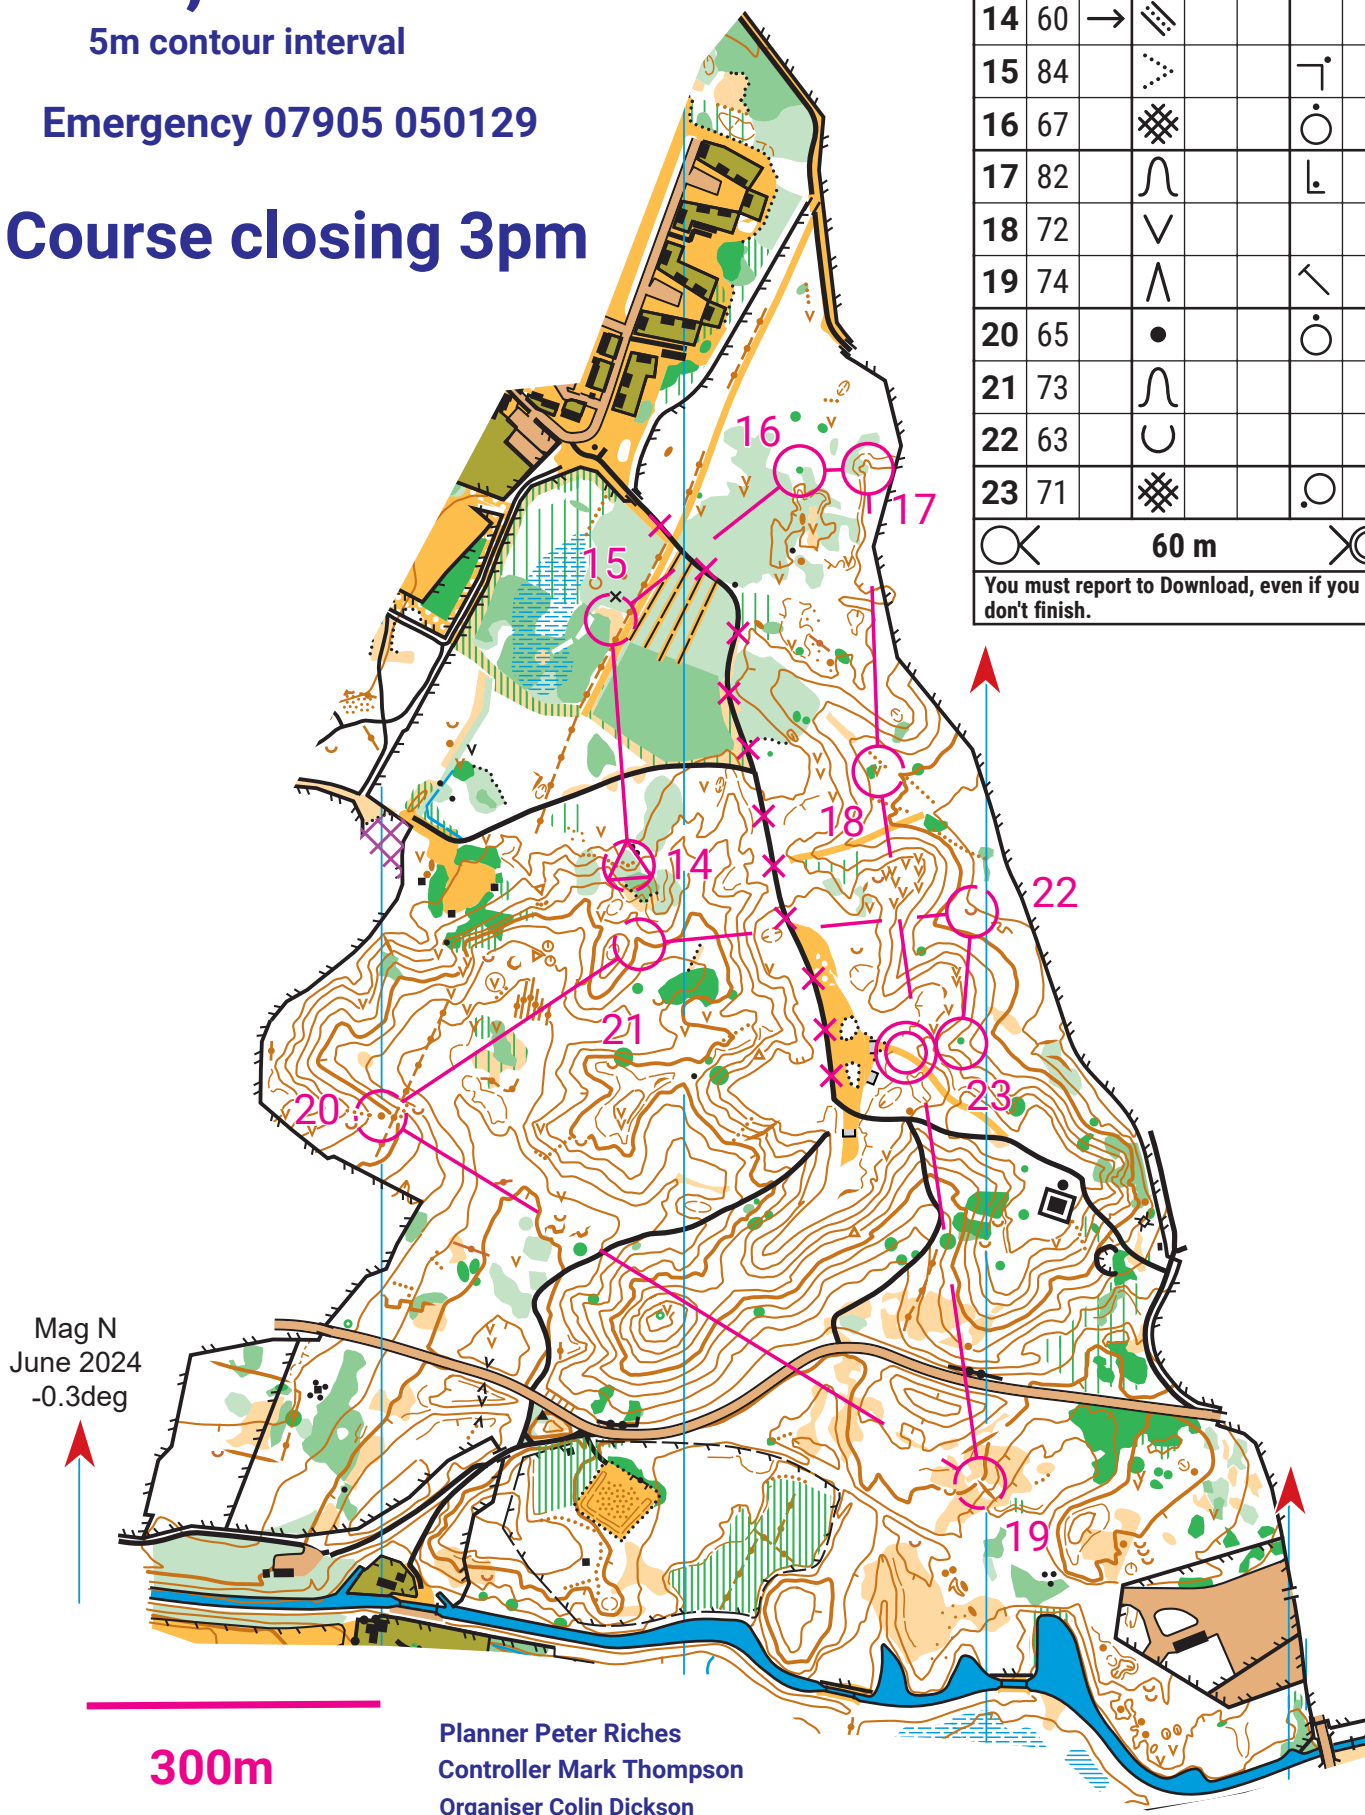 5m contour interval
Emergency 07905 050129
Course closing 3pm
14 60
15 84
16 67
17 82
18 72
19 74
20 65
21 73
22 63
23 71
60 m
You must report to Download, even if you
don't finish.
16
17
15
18
14
22
21
20
23
19
Mag N
June 2024
-0.3deg
300m
Planner Peter Riches
Controller Mark Thompson
Organiser Colin Dickson